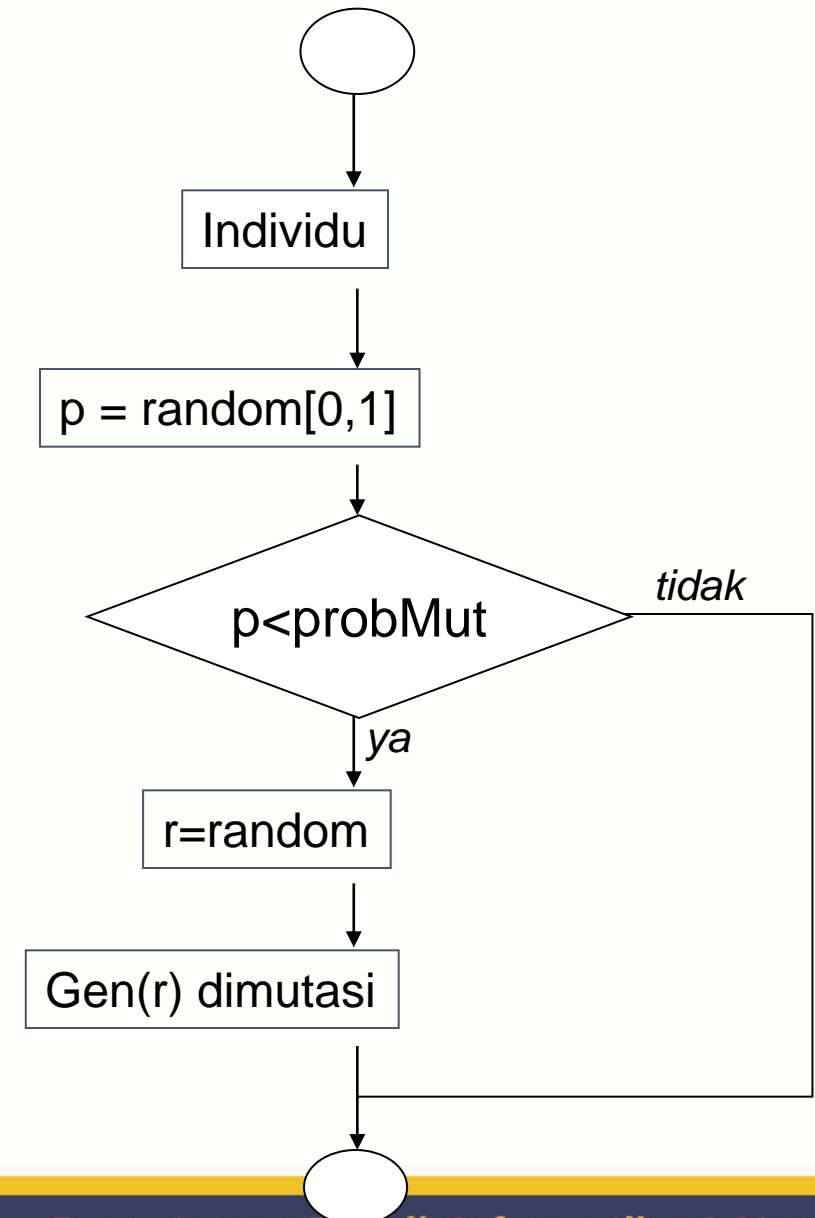 Individu
p = random[0,1]
p<probMut
tidak
ya
r=random
Gen(r) dimutasi